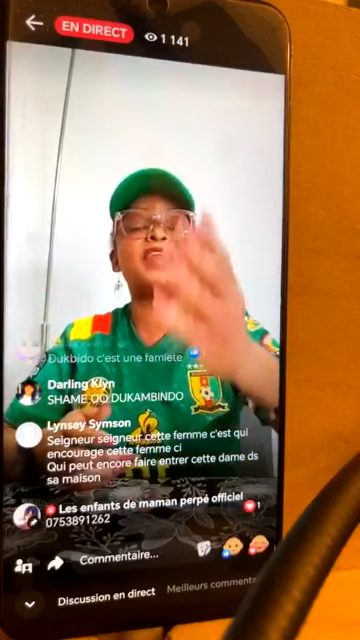 EN DIRECT 1 141
Dukbido c'est une famiete
Darling Klyn
SHAME OO DUKAMBINDO
Lynsey Symson
Seigneur seigneur cette femme c'est qui
encourage cette femme ci
Qui peut encore faire entrer cette dame ds
sa maison
Les enfants de maman perpé officiel
0753891262
1
Commentaire...
Discussion en direct Meilleurs comment